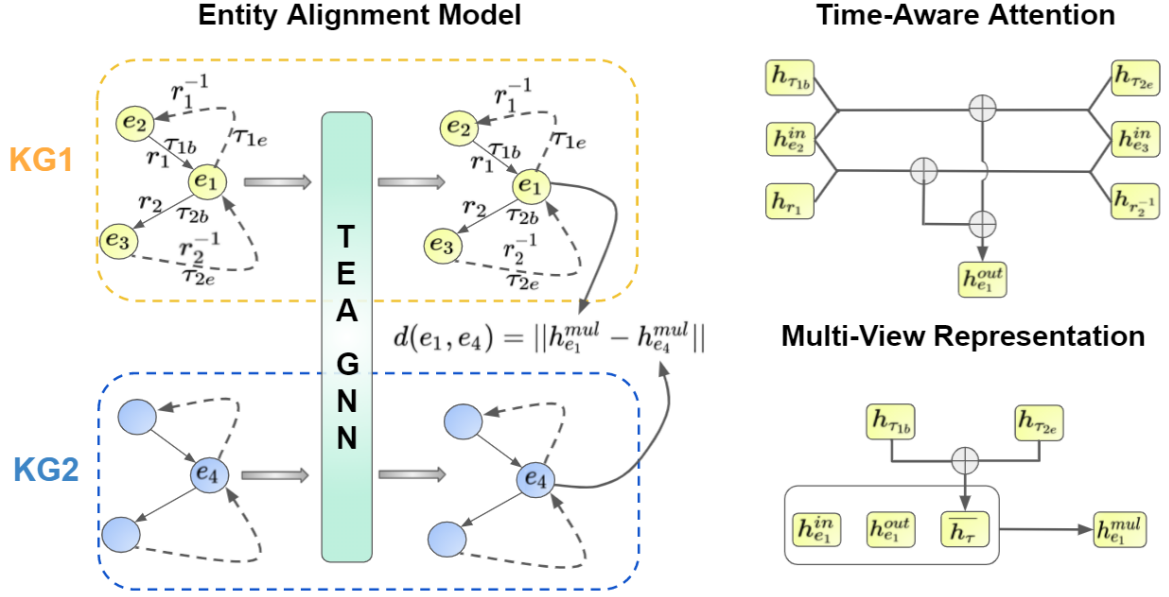 Entity Alignment Model
KG1
r_1^{-1}
e_2
τ_{1b}
τ_{1e}
r_1
e_1
r_2
τ_{2b}
e_3
r_2^{-1}
τ_{2e}
TEA GNN
r_1^{-1}
e_2
τ_{1b}
τ_{1e}
r_1
e_1
r_2
τ_{2b}
e_3
r_2^{-1}
τ_{2e}
d(e_1, e_4) = ||h_{e_1}^{mul} − h_{e_4}^{mul}||
KG2
e_4
e_4
Time-Aware Attention
h_{τ_{1b}}
h_{τ_{2e}}
h_{e_2}^{in}
h_{e_3}^{in}
h_{r_1}
h_{r_2^{-1}}
h_{e_1}^{out}
Multi-View Representation
h_{τ_{1b}}
h_{τ_{2e}}
h_{e_1}^{in}
h_{e_1}^{out}
\overline{h_τ}
h_{e_1}^{mul}